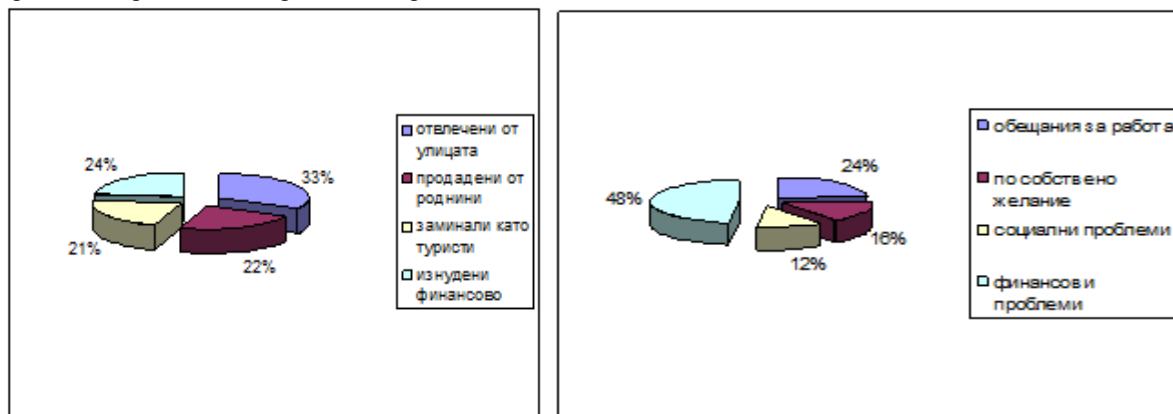 24%
33%
21%
22%
отвлечени от
улицата
продадени от
роднини
заминали като
туристи
изнудени
финансово
48%
24%
16%
12%
обещания за работа
по собствено
желание
социални проблеми
финансови
проблеми